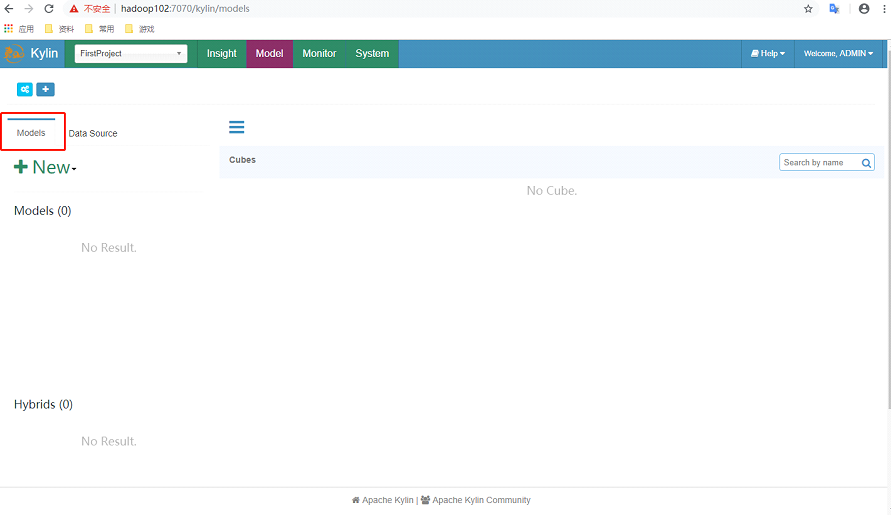 不安全 | hadoop102:7070/kylin/models
应用 资料 常用 游戏
Kylin FirstProject Insight Model Monitor System Help Welcome, ADMIN
Models Data Source
+ New
Cubes Search by name
No Cube.
Models (0)
No Result.
Hybrids (0)
No Result.
Apache Kylin | Apache Kylin Community